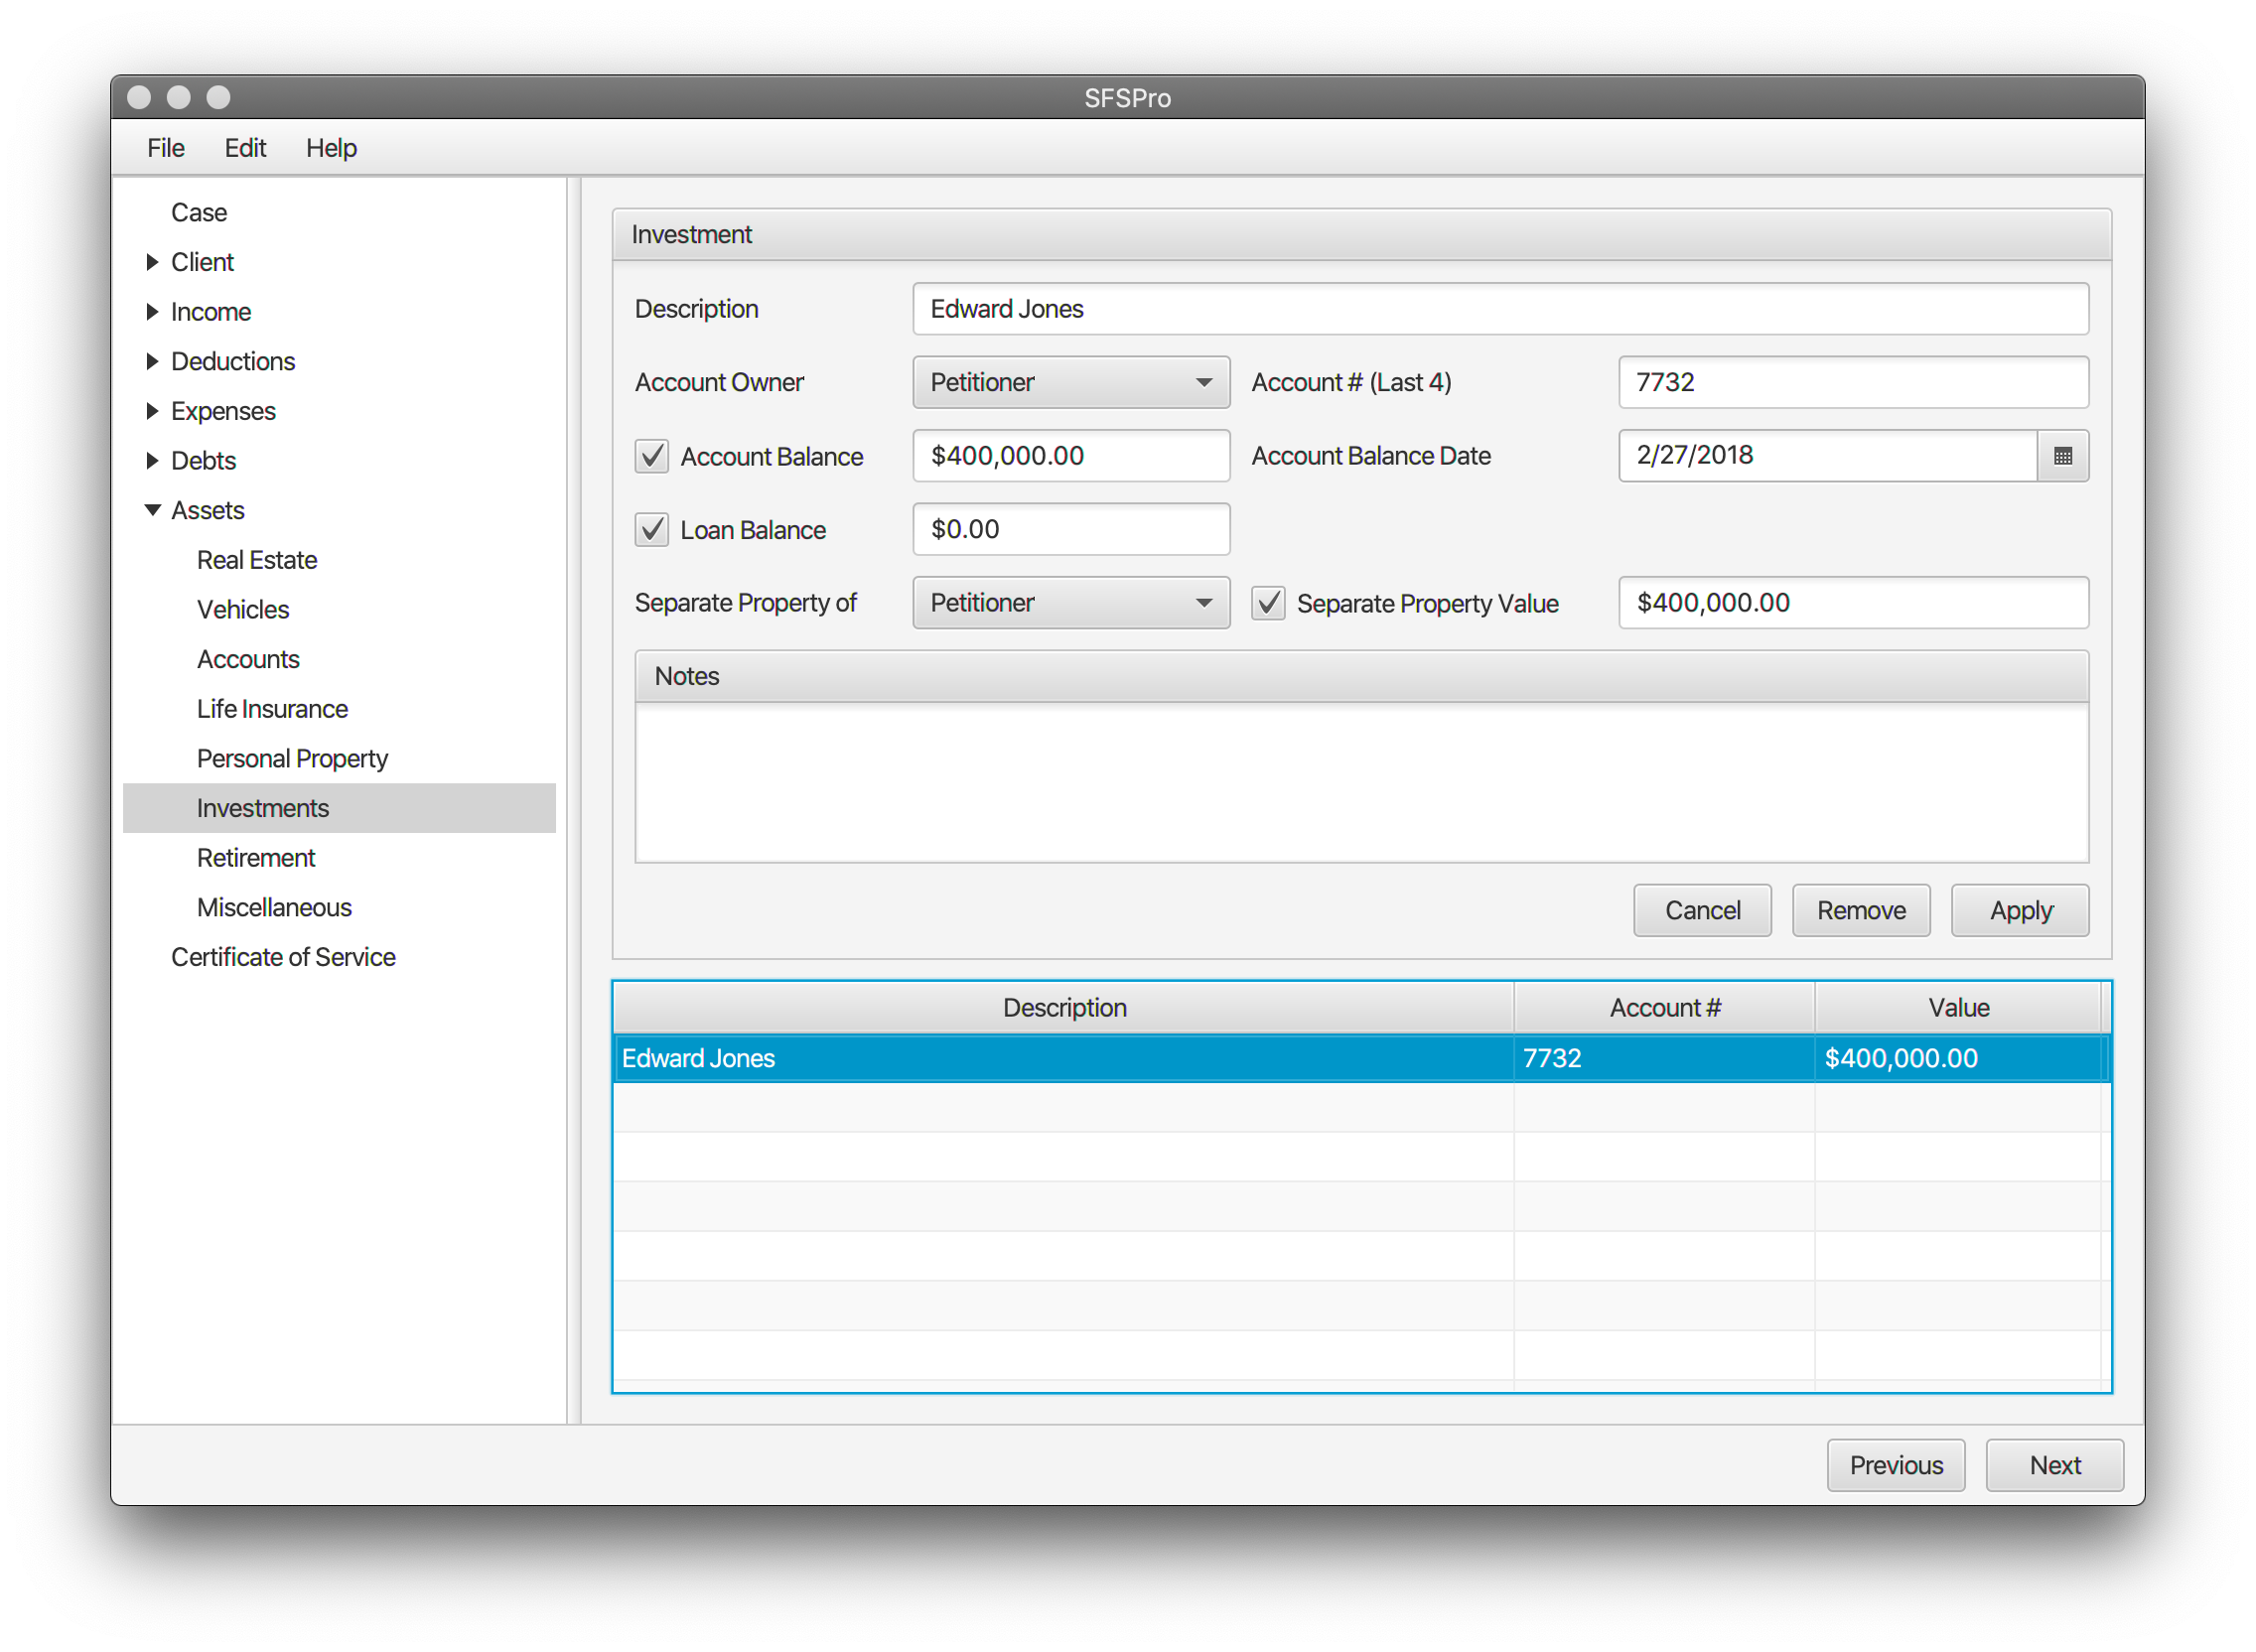 SFSPro
File Edit Help
Case
Client
Income
Deductions
Expenses
Debts
Assets
Real Estate
Vehicles
Accounts
Life Insurance
Personal Property
Investments
Retirement
Miscellaneous
Certificate of Service
Investment
Description Edward Jones
Account Owner Petitioner Account # (Last 4) 7732
Account Balance $400,000.00 Account Balance Date 2/27/2018
Loan Balance $0.00
Separate Property of Petitioner Separate Property Value $400,000.00
Notes
Cancel Remove Apply
Description Account # Value
Edward Jones 7732 $400,000.00
Previous Next